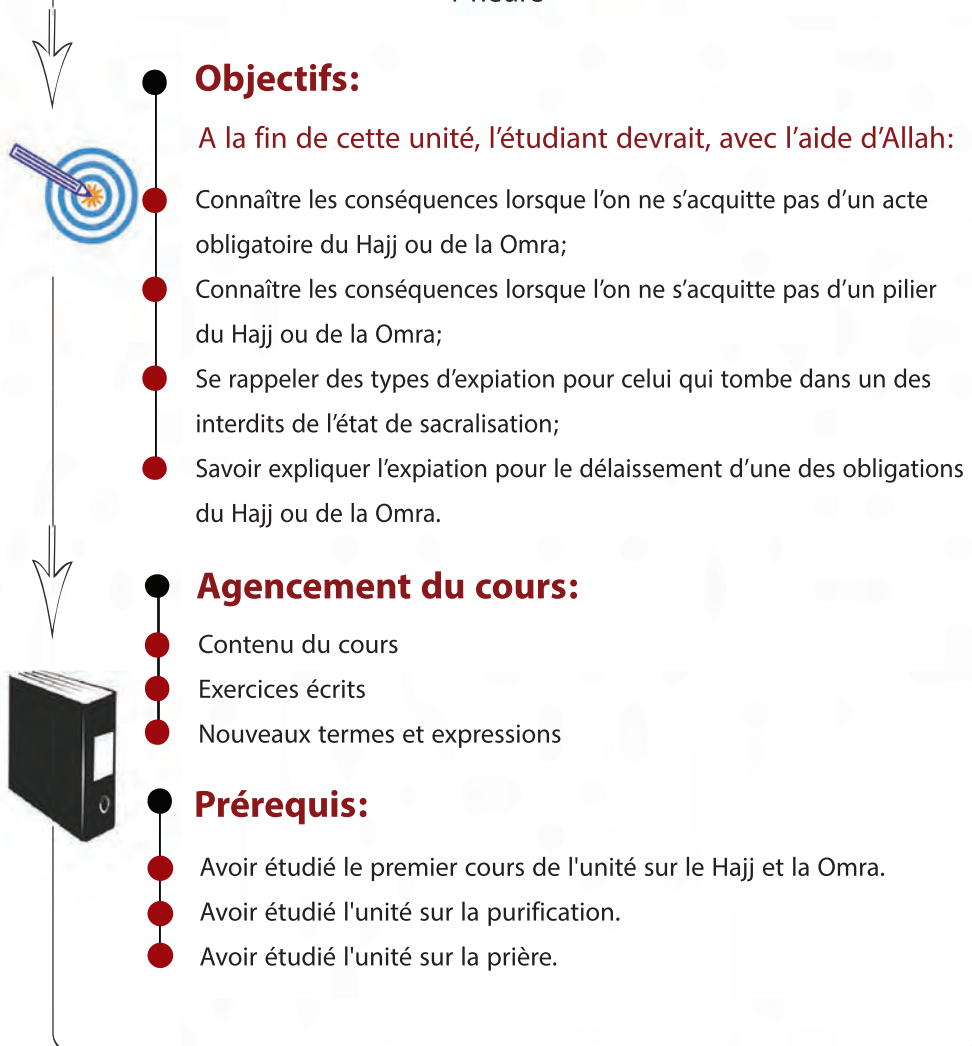 Objectifs:
A la fin de cette unité, l’étudiant devrait, avec l’aide d’Allah:
Connaître les conséquences lorsque l’on ne s’acquitte pas d’un acte
obligatoire du Hajj ou de la Omra;
Connaître les conséquences lorsque l’on ne s’acquitte pas d’un pilier
du Hajj ou de la Omra;
Se rappeler des types d’expiation pour celui qui tombe dans un des
interdits de l’état de sacralisation;
Savoir expliquer l’expiation pour le délaissement d’une des obligations
du Hajj ou de la Omra.
Agencement du cours:
Contenu du cours
Exercices écrits
Nouveaux termes et expressions
Prérequis:
Avoir étudié le premier cours de l'unité sur le Hajj et la Omra.
Avoir étudié l'unité sur la purification.
Avoir étudié l'unité sur la prière.